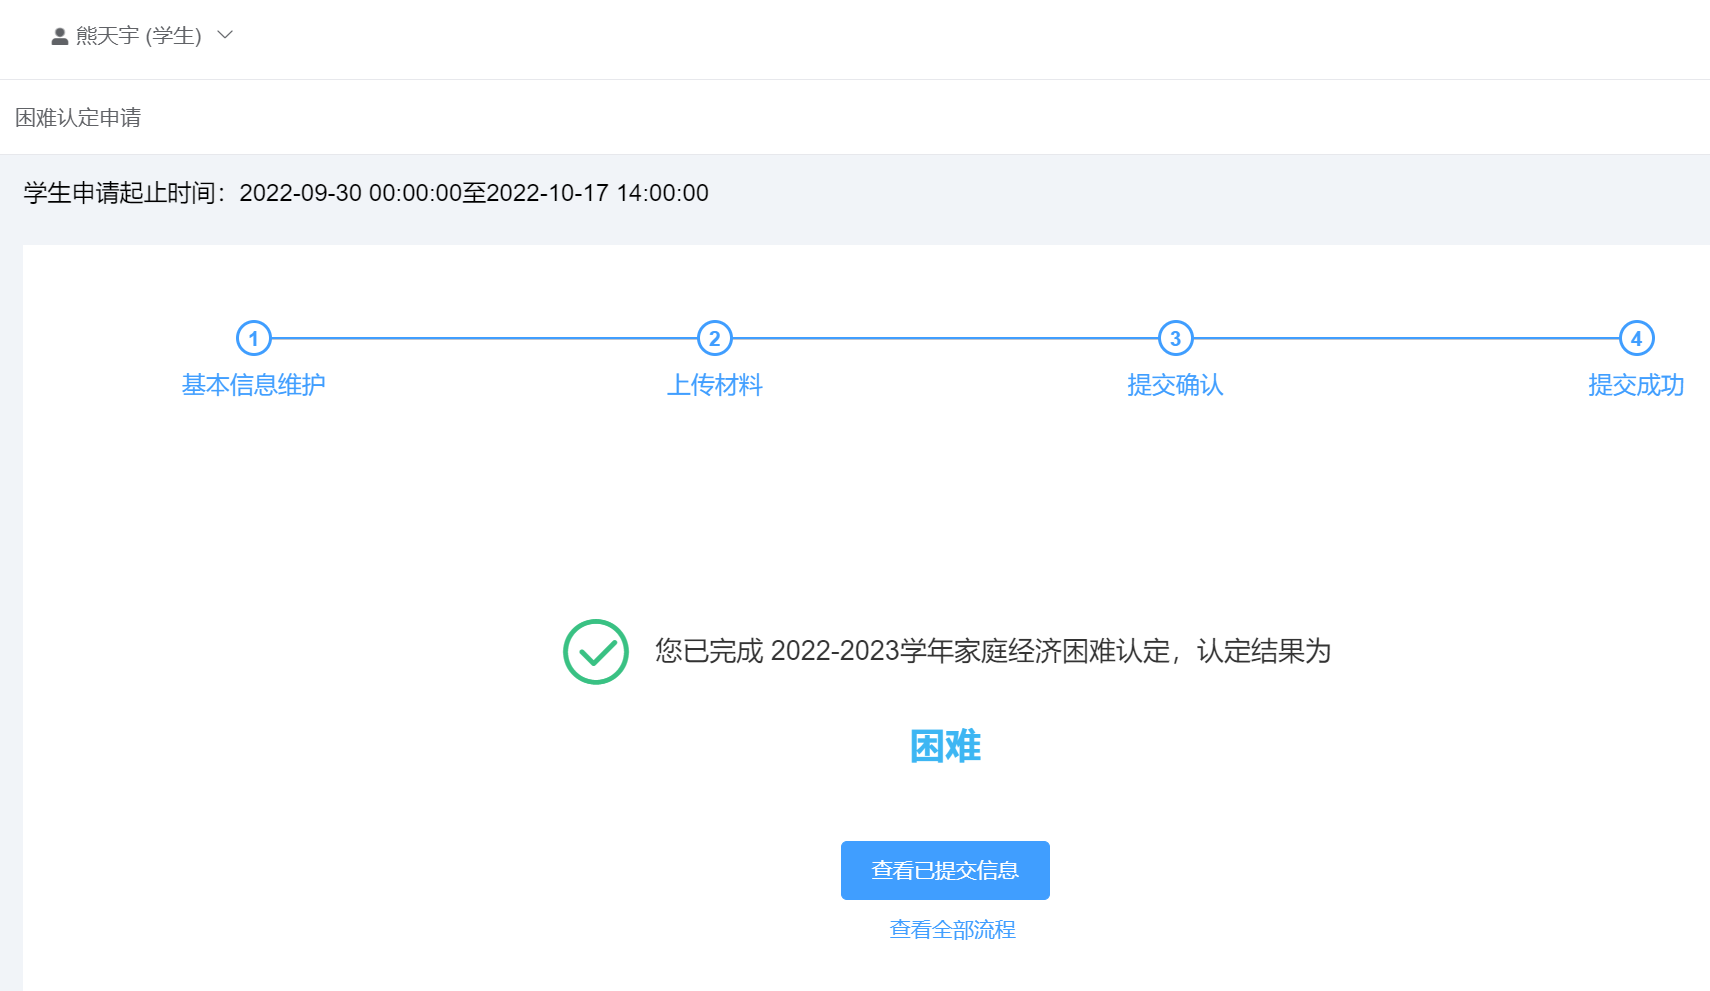 熊天宇 (学生)
困难认定申请
学生申请起止时间：2022-09-30 00:00:00至2022-10-17 14:00:00
1 2 3 4
基本信息维护 上传材料 提交确认 提交成功
您已完成 2022-2023学年家庭经济困难认定，认定结果为
困难
查看已提交信息
查看全部流程